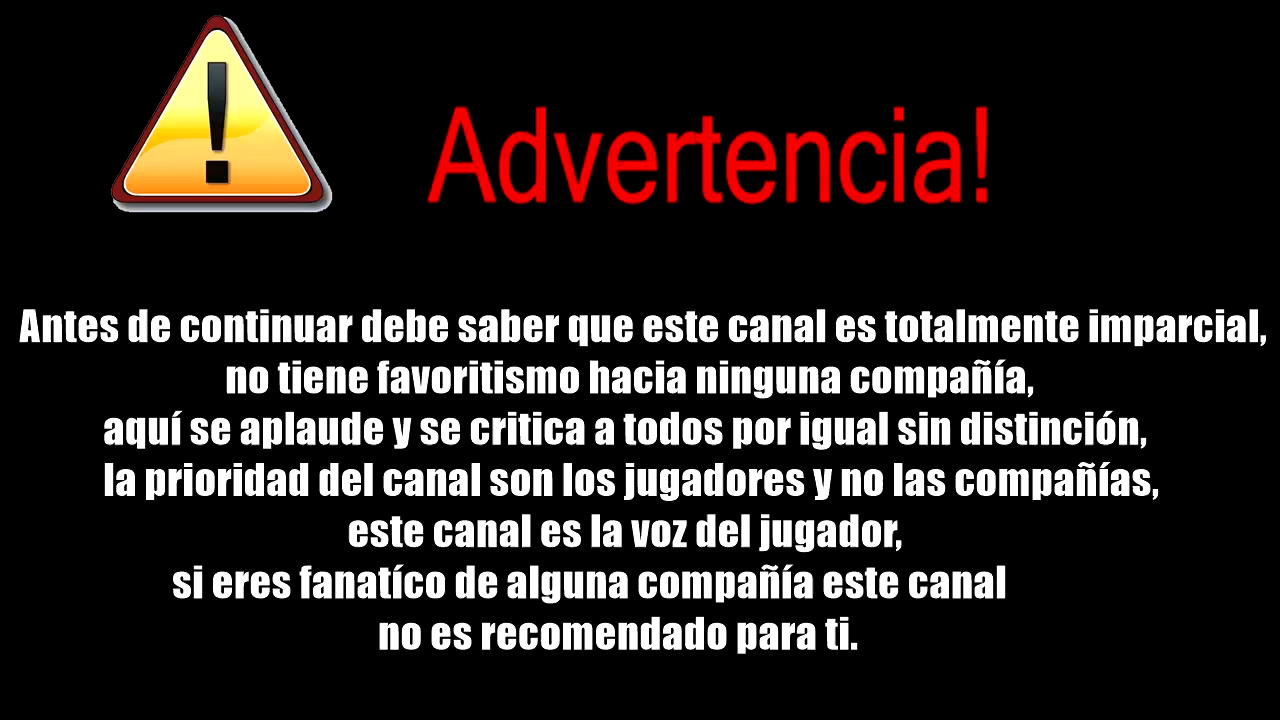 Advertencia!
Antes de continuar debe saber que este canal es totalmente imparcial,
no tiene favoritismo hacia ninguna compañía,
aquí se aplaude y se critica a todos por igual sin distinción,
la prioridad del canal son los jugadores y no las compañías,
este canal es la voz del jugador,
si eres fanatíco de alguna compañía este canal
no es recomendado para ti.